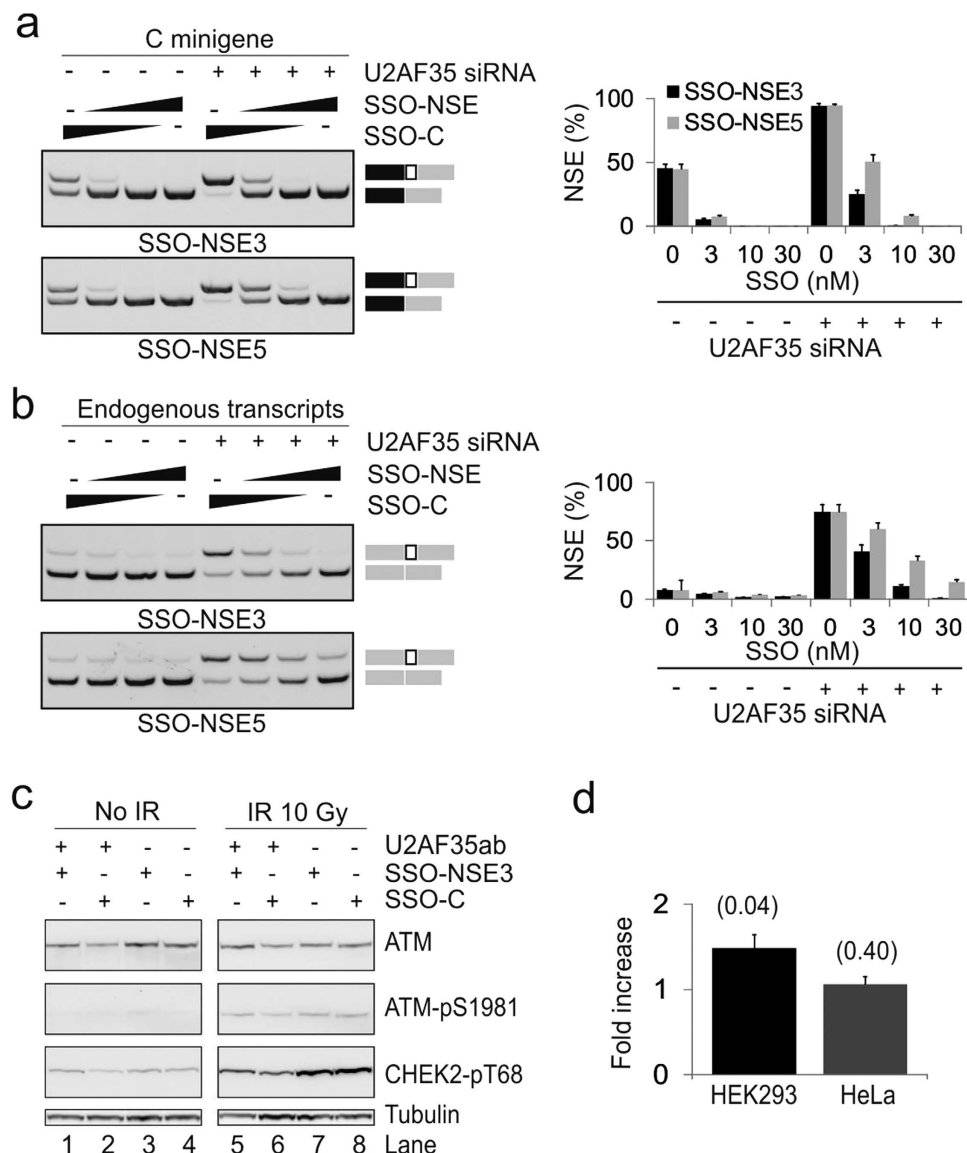 a
C minigene
- - - - + + + + U2AF35 siRNA
- - SSO-NSE
- - SSO-C
SSO-NSE3
SSO-NSE5
SSO-NSE3
SSO-NSE5
NSE (%)
100
50
0
0 3 10 30 0 3 10 30
SSO (nM)
- - - - + + + +
U2AF35 siRNA
b
Endogenous transcripts
- - - - + + + + U2AF35 siRNA
- - SSO-NSE
- - SSO-C
SSO-NSE3
SSO-NSE5
NSE (%)
100
50
0
0 3 10 30 0 3 10 30
SSO (nM)
- - - - + + + +
U2AF35 siRNA
c
No IR IR 10 Gy
+ + - - + + - - U2AF35ab
+ - + - + - + - SSO-NSE3
- + - + - + - + SSO-C
ATM
ATM-pS1981
CHEK2-pT68
Tubulin
1 2 3 4 5 6 7 8 Lane
d
Fold increase
2
1
0
(0.04)
(0.40)
HEK293 HeLa